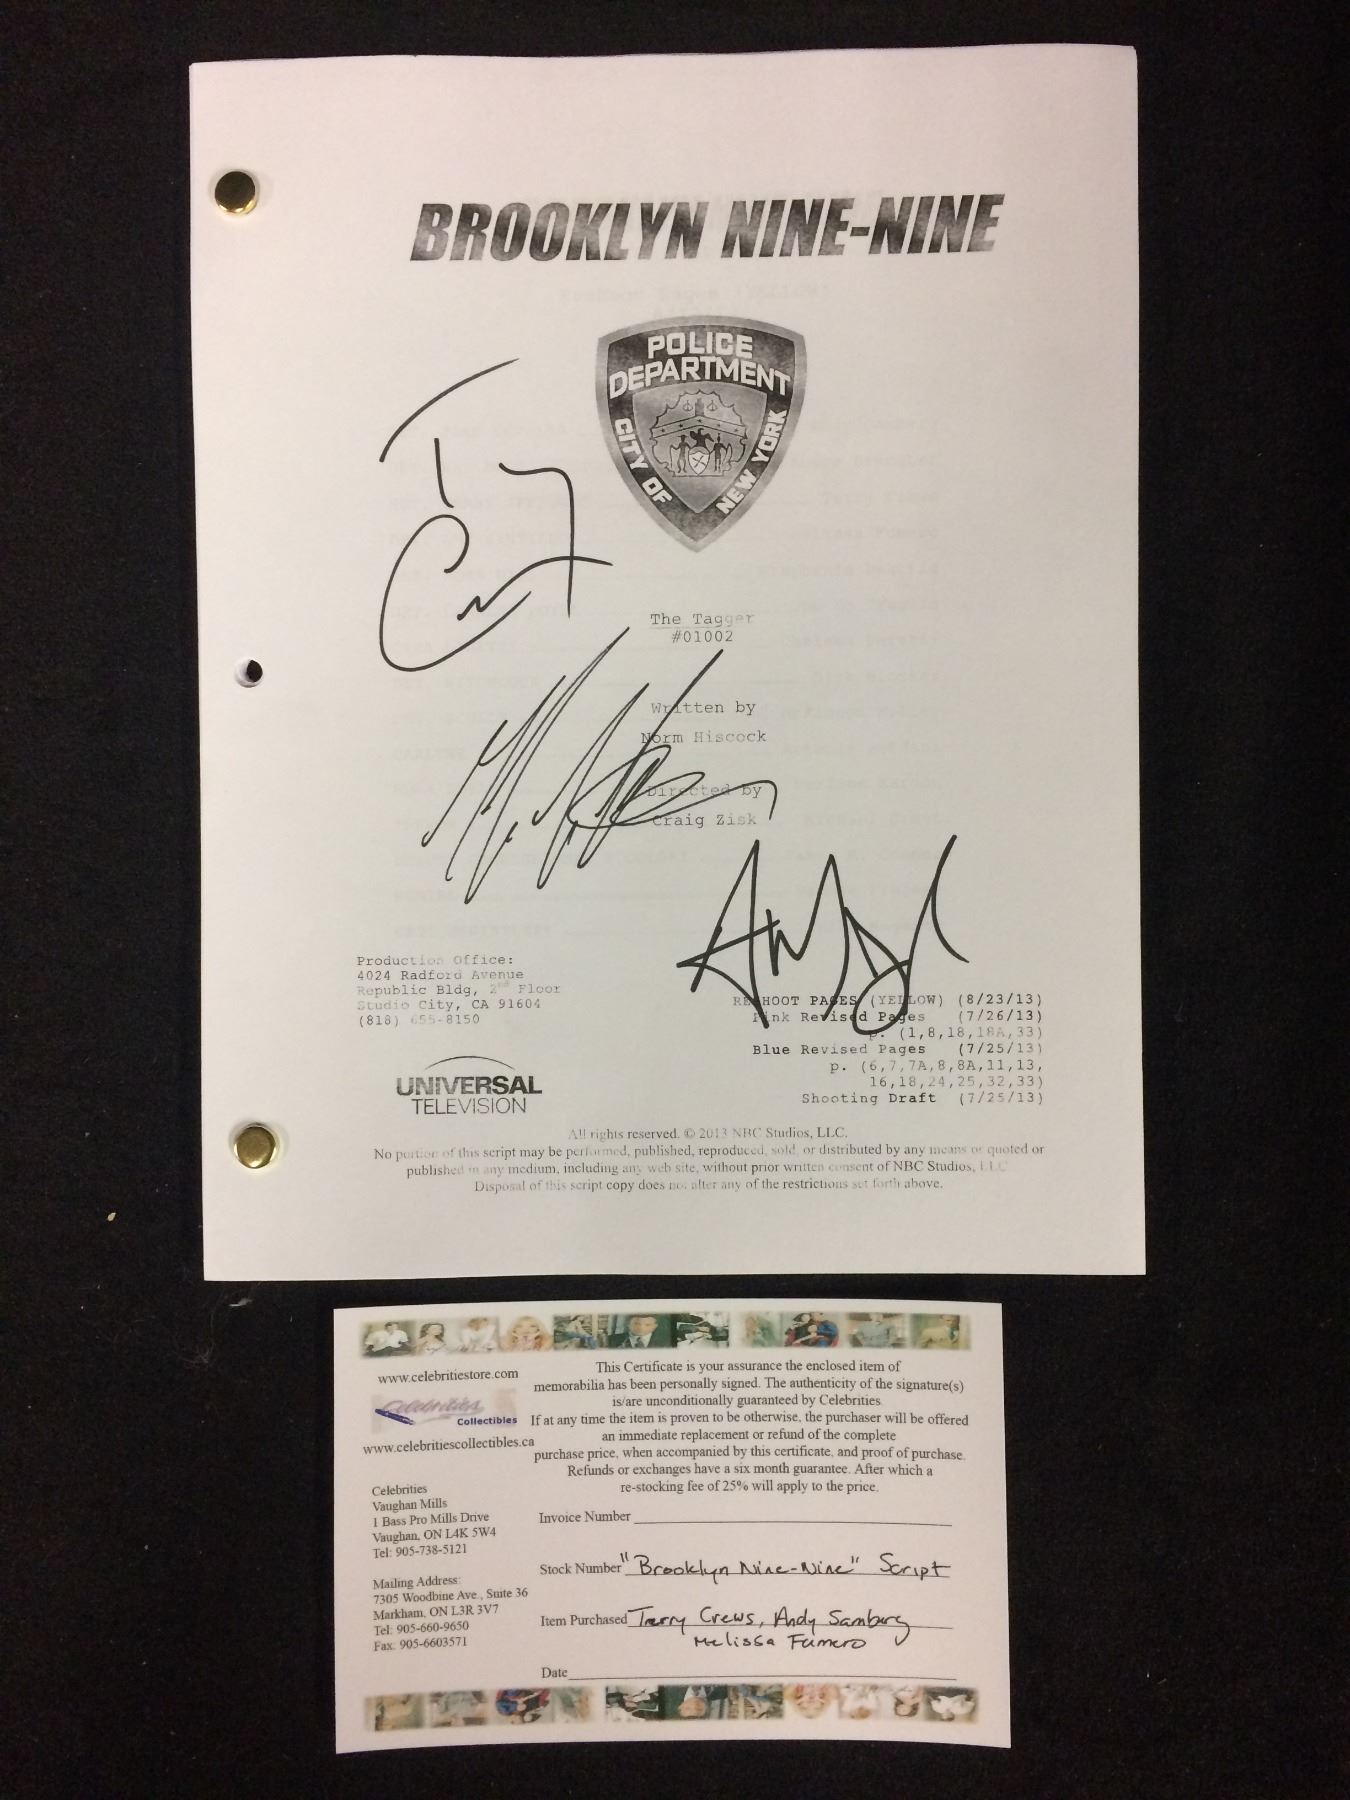 BROOKLYN NINE-NINE
POLICE
DEPARTMENT
CITY OF
NEW YORK
The Tagger
#01002
Written by
Norm Hiscock
Directed by
Craig Zisk
Production Office:
4024 Radford Avenue
Republic Bldg, 2nd Floor
Studio City, CA 91604
(818) 655-8150
RESHOOT PAGES (YELLOW) (8/23/13)
Pink Revised Pages (7/26/13)
p. (1,8,18,18A,33)
Blue Revised Pages (7/25/13)
p. (6,7,7A,8,8A,11,13,
16,18,24,25,32,33)
Shooting Draft (7/25/13)
UNIVERSAL
TELEVISION
All rights reserved. © 2013 NBC Studios, LLC.
No portion of this script may be performed, published, reproduced, sold, or distributed by any means or quoted or
published in any medium, including any web site, without prior written consent of NBC Studios, LLC
Disposal of this script copy does not alter any of the restrictions set forth above.
www.celebritiestore.com
Celebrities
Collectibles
www.celebritiescollectibles.ca
Celebrities
Vaughan Mills
1 Bass Pro Mills Drive
Vaughan, ON L4K 5W4
Tel: 905-738-5121
Mailing Address:
7305 Woodbine Ave., Suite 36
Markham, ON L3R 3V7
Tel: 905-660-9650
Fax: 905-6603571
This Certificate is your assurance the enclosed item of
memorabilia has been personally signed. The authenticity of the signature(s)
is/are unconditionally guaranteed by Celebrities.
If at any time the item is proven to be otherwise, the purchaser will be offered
an immediate replacement or refund of the complete
purchase price, when accompanied by this certificate, and proof of purchase.
Refunds or exchanges have a six month guarantee. After which a
re-stocking fee of 25% will apply to the price.
Invoice Number
Stock Number "Brooklyn Nine-Nine" Script
Item Purchased Terry Crews, Andy Samberg
Melissa Fumero
Date